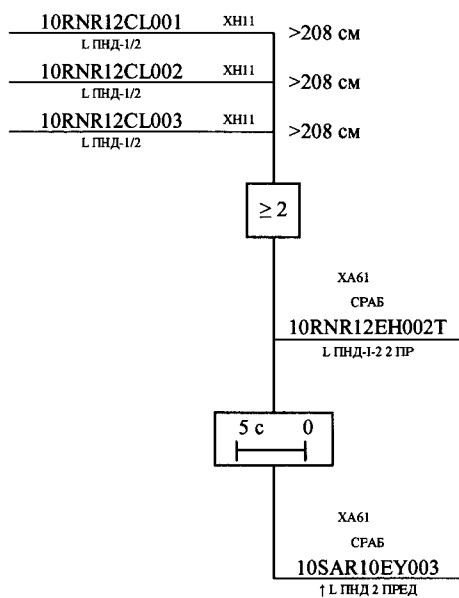 10RNR12CL001 XH11 >208 см
L ПНД-1/2
10RNR12CL002 XH11 >208 см
L ПНД-1/2
10RNR12CL003 XH11 >208 см
L ПНД-1/2
≥ 2
XA61
СРАБ
10RNR12EH002T
L ПНД-1-2 2 ПР
5 с 0
XA61
СРАБ
10SAR10EY003
↑ L ПНД 2 ПРЕД